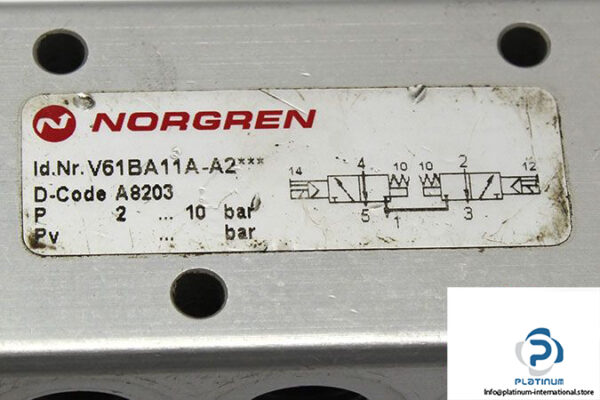 NORGREN
Id.Nr. V61BA11A-A2***
D-Code A8203
P 2 ... 10 bar
Pv ... bar
14 4 10 10 2 12
5 1 3
PLATINUM
Info@platinum-international.store